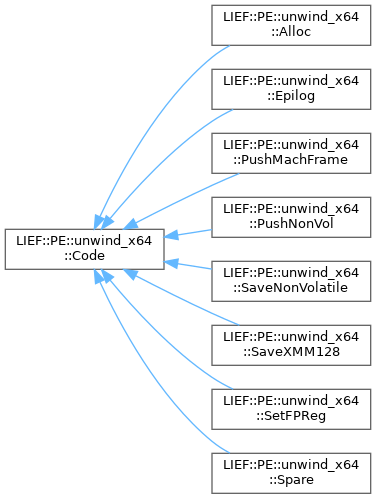 LIEF::PE::unwind_x64
::Alloc
LIEF::PE::unwind_x64
::Epilog
LIEF::PE::unwind_x64
::PushMachFrame
LIEF::PE::unwind_x64
::PushNonVol
LIEF::PE::unwind_x64
::Code
LIEF::PE::unwind_x64
::SaveNonVolatile
LIEF::PE::unwind_x64
::SaveXMM128
LIEF::PE::unwind_x64
::SetFPReg
LIEF::PE::unwind_x64
::Spare